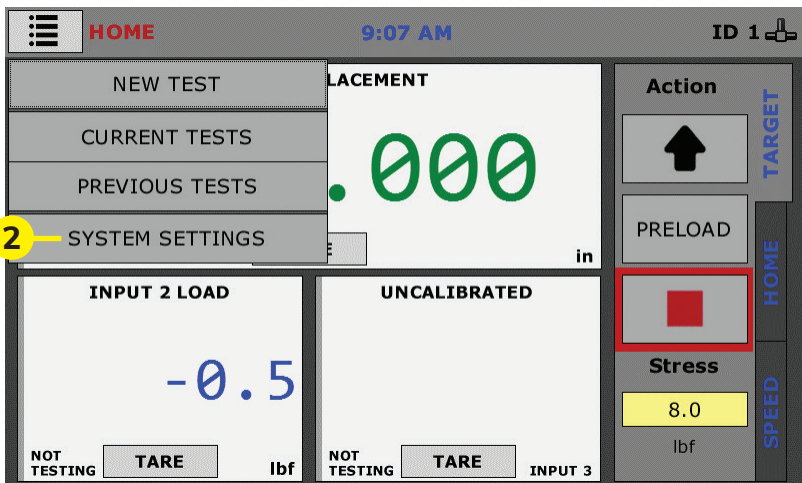 HOME
9:07 AM
ID 1
NEW TEST
CURRENT TESTS
PREVIOUS TESTS
2
SYSTEM SETTINGS
LACEMENT
.000
E
in
INPUT 2 LOAD
-0.5
NOT
TESTING
TARE
lbf
UNCALIBRATED
NOT
TESTING
TARE
INPUT 3
Action
PRELOAD
Stress
8.0
lbf
TARGET
HOME
SPEED